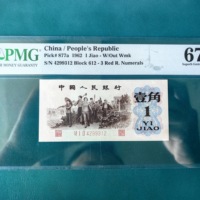 PMG
China / People's Republic
Pick# 877a 1962 1 Jiao - W/Out Wmk
S/N 4299312 Block 612 - 3 Red R. Numerals
67
中国人民银行
壹角
1
YI
JIAO